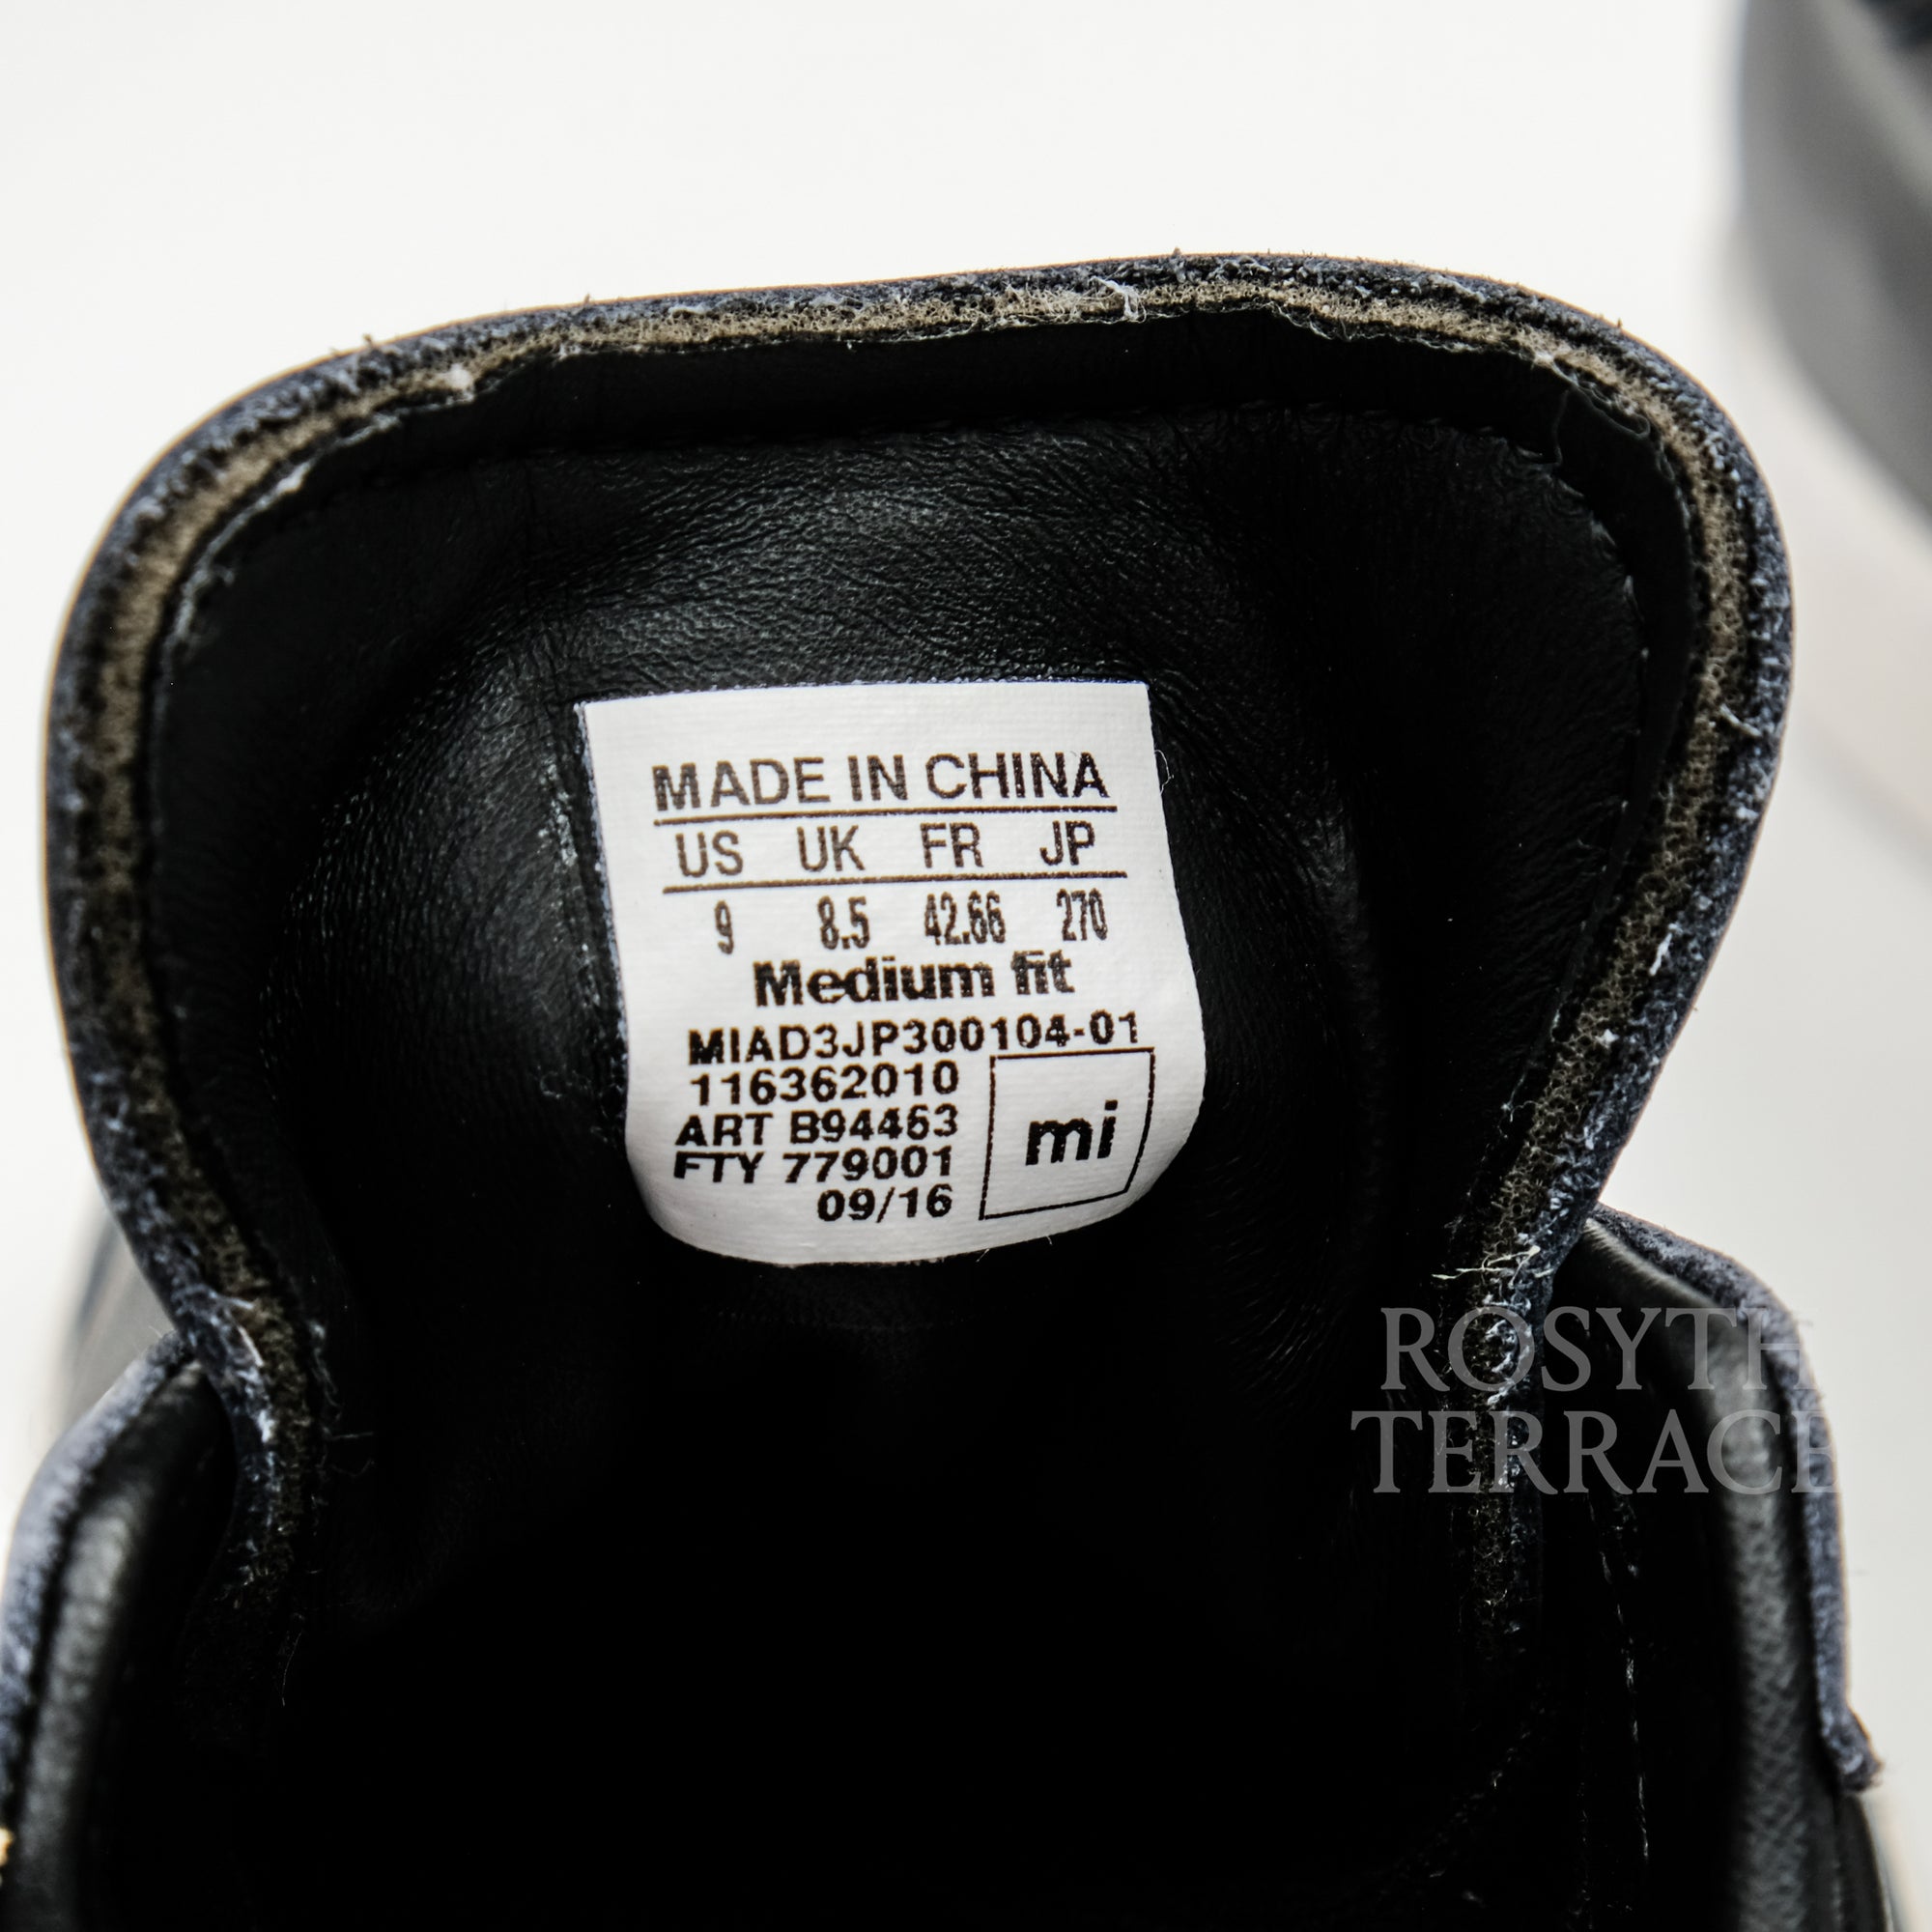 MADE IN CHINA
US UK FR JP
9 8.5 42.66 270
Medium fit
MIAD3JP300104-01
116362010
ART B94463
FTY 779001
09/16
mi
ROSYTH
TERRACE